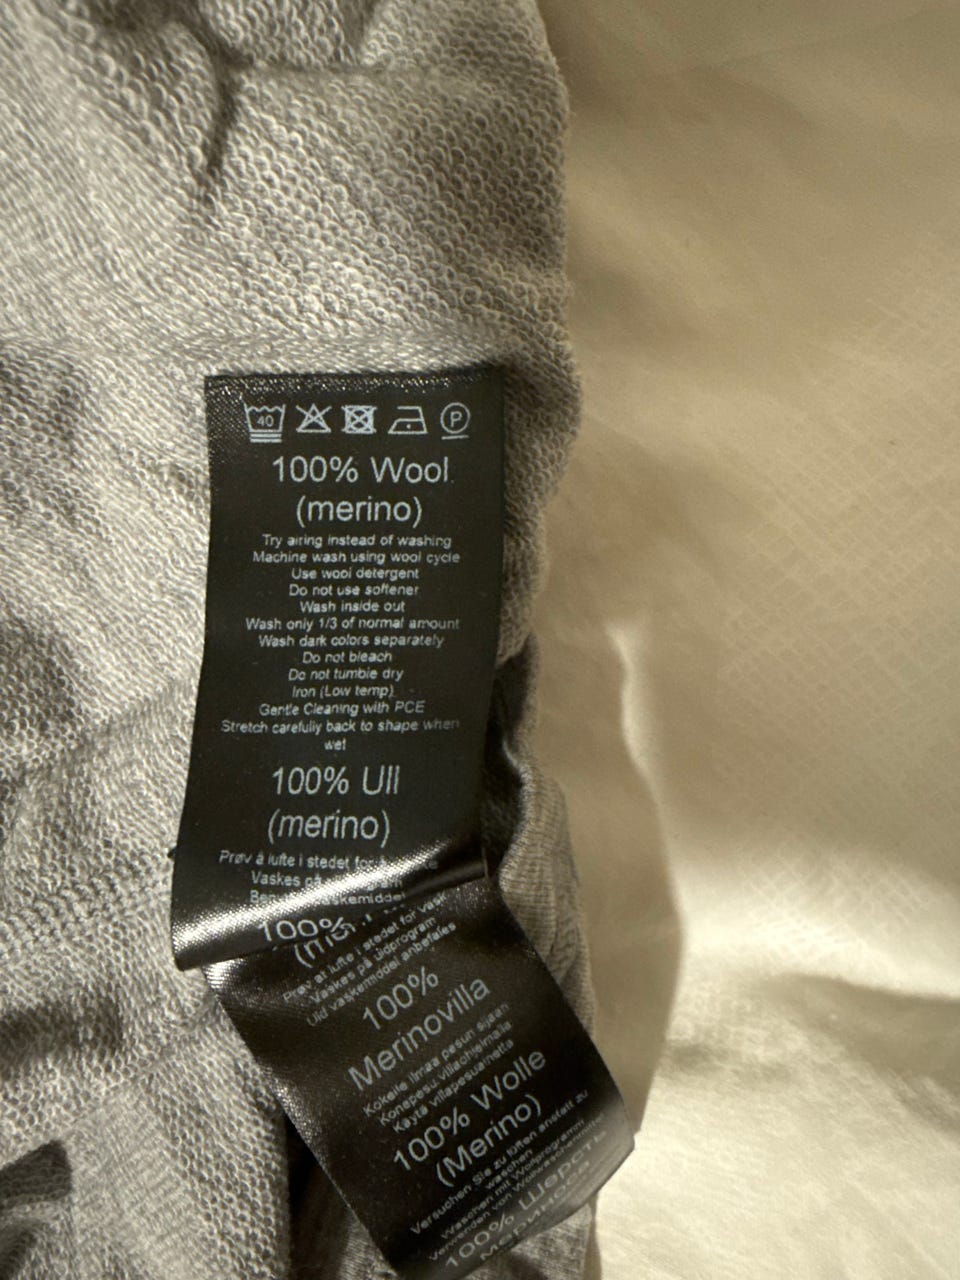 40 P
100% Wool
(merino)
Try airing instead of washing
Machine wash using wool cycle
Use wool detergent
Do not use softener
Wash inside out
Wash only 1/3 of normal amount
Wash dark colors separately
Do not bleach
Do not tumble dry
Iron (Low temp)
Gentle Cleaning with PCE
Stretch carefully back to shape when
wet
100% Ull
(merino)
Prøv å lufte i stedet for å
Vaskes på
100%
Prøv at lufte i stedet for vask
Vaskes på uldprogram
Uld vaskemiddel anbefales
100%
Merinovilla
Kokeile ilmaa pesun sijaan
Konepesu villaohjelmalla
Käytä villapesuainetta
100% Wolle
(Merino)
Versuchen Sie zu lüften anstatt zu
waschen
Waschen mit Wollprogramm
Verwenden von Wollwaschmittel
100% Шерсть